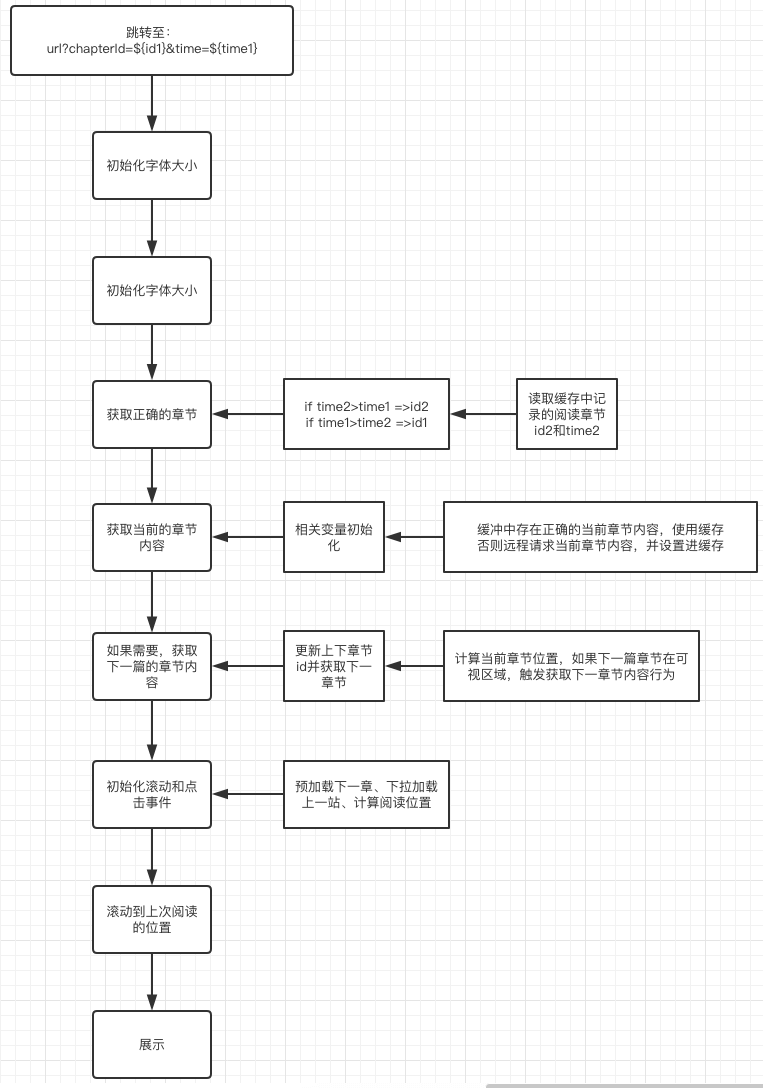 跳转至：
url?chapterId=${id1}&time=${time1}
初始化字体大小
初始化字体大小
获取正确的章节
if time2>time1 =>id2
if time1>time2 =>id1
读取缓存中记
录的阅读章节
id2和time2
获取当前的章节
内容
相关变量初始
化
缓冲中存在正确的当前章节内容，使用缓存
否则远程请求当前章节内容，并设置进缓存
如果需要，获取
下一篇的章节内
容
更新上下章节
id并获取下一
章节
计算当前章节位置，如果下一篇章节在可
视区域，触发获取下一章节内容行为
初始化滚动和点
击事件
预加载下一章、下拉加载
上一站、计算阅读位置
滚动到上次阅读
的位置
展示